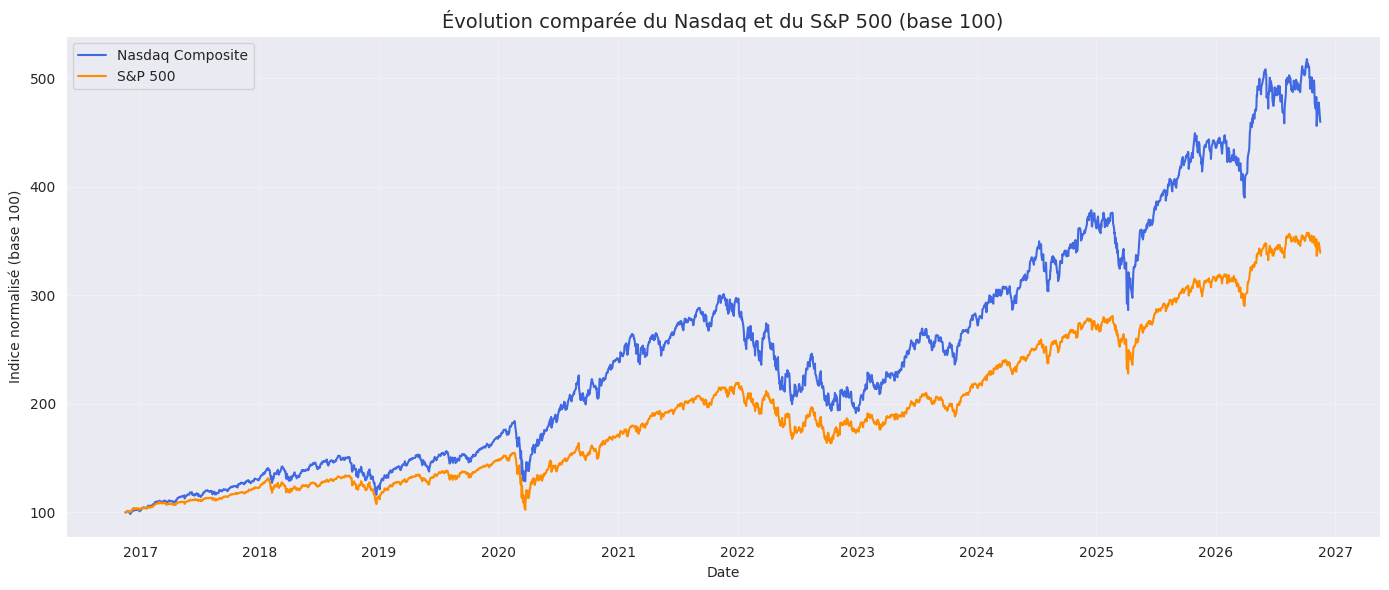 Évolution comparée du Nasdaq et du S&P 500 (base 100)
Nasdaq Composite
S&P 500
Indice normalisé (base 100)
500
400
300
200
100
2017 2018 2019 2020 2021 2022 2023 2024 2025 2026 2027
Date